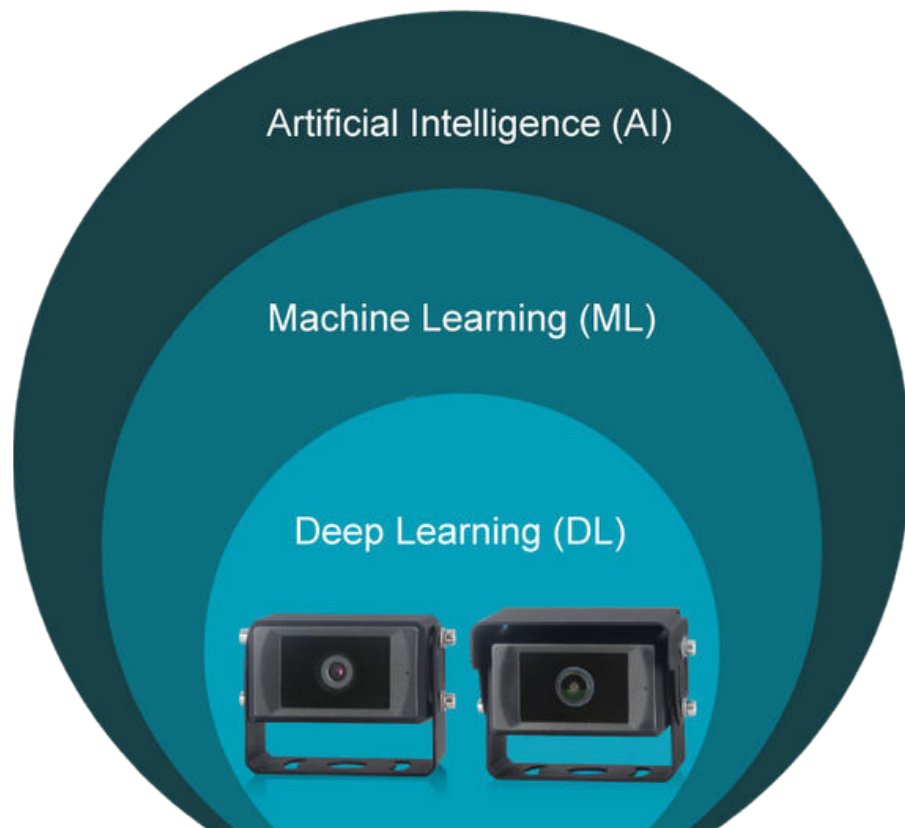 Artificial Intelligence (AI)
Machine Learning (ML)
Deep Learning (DL)